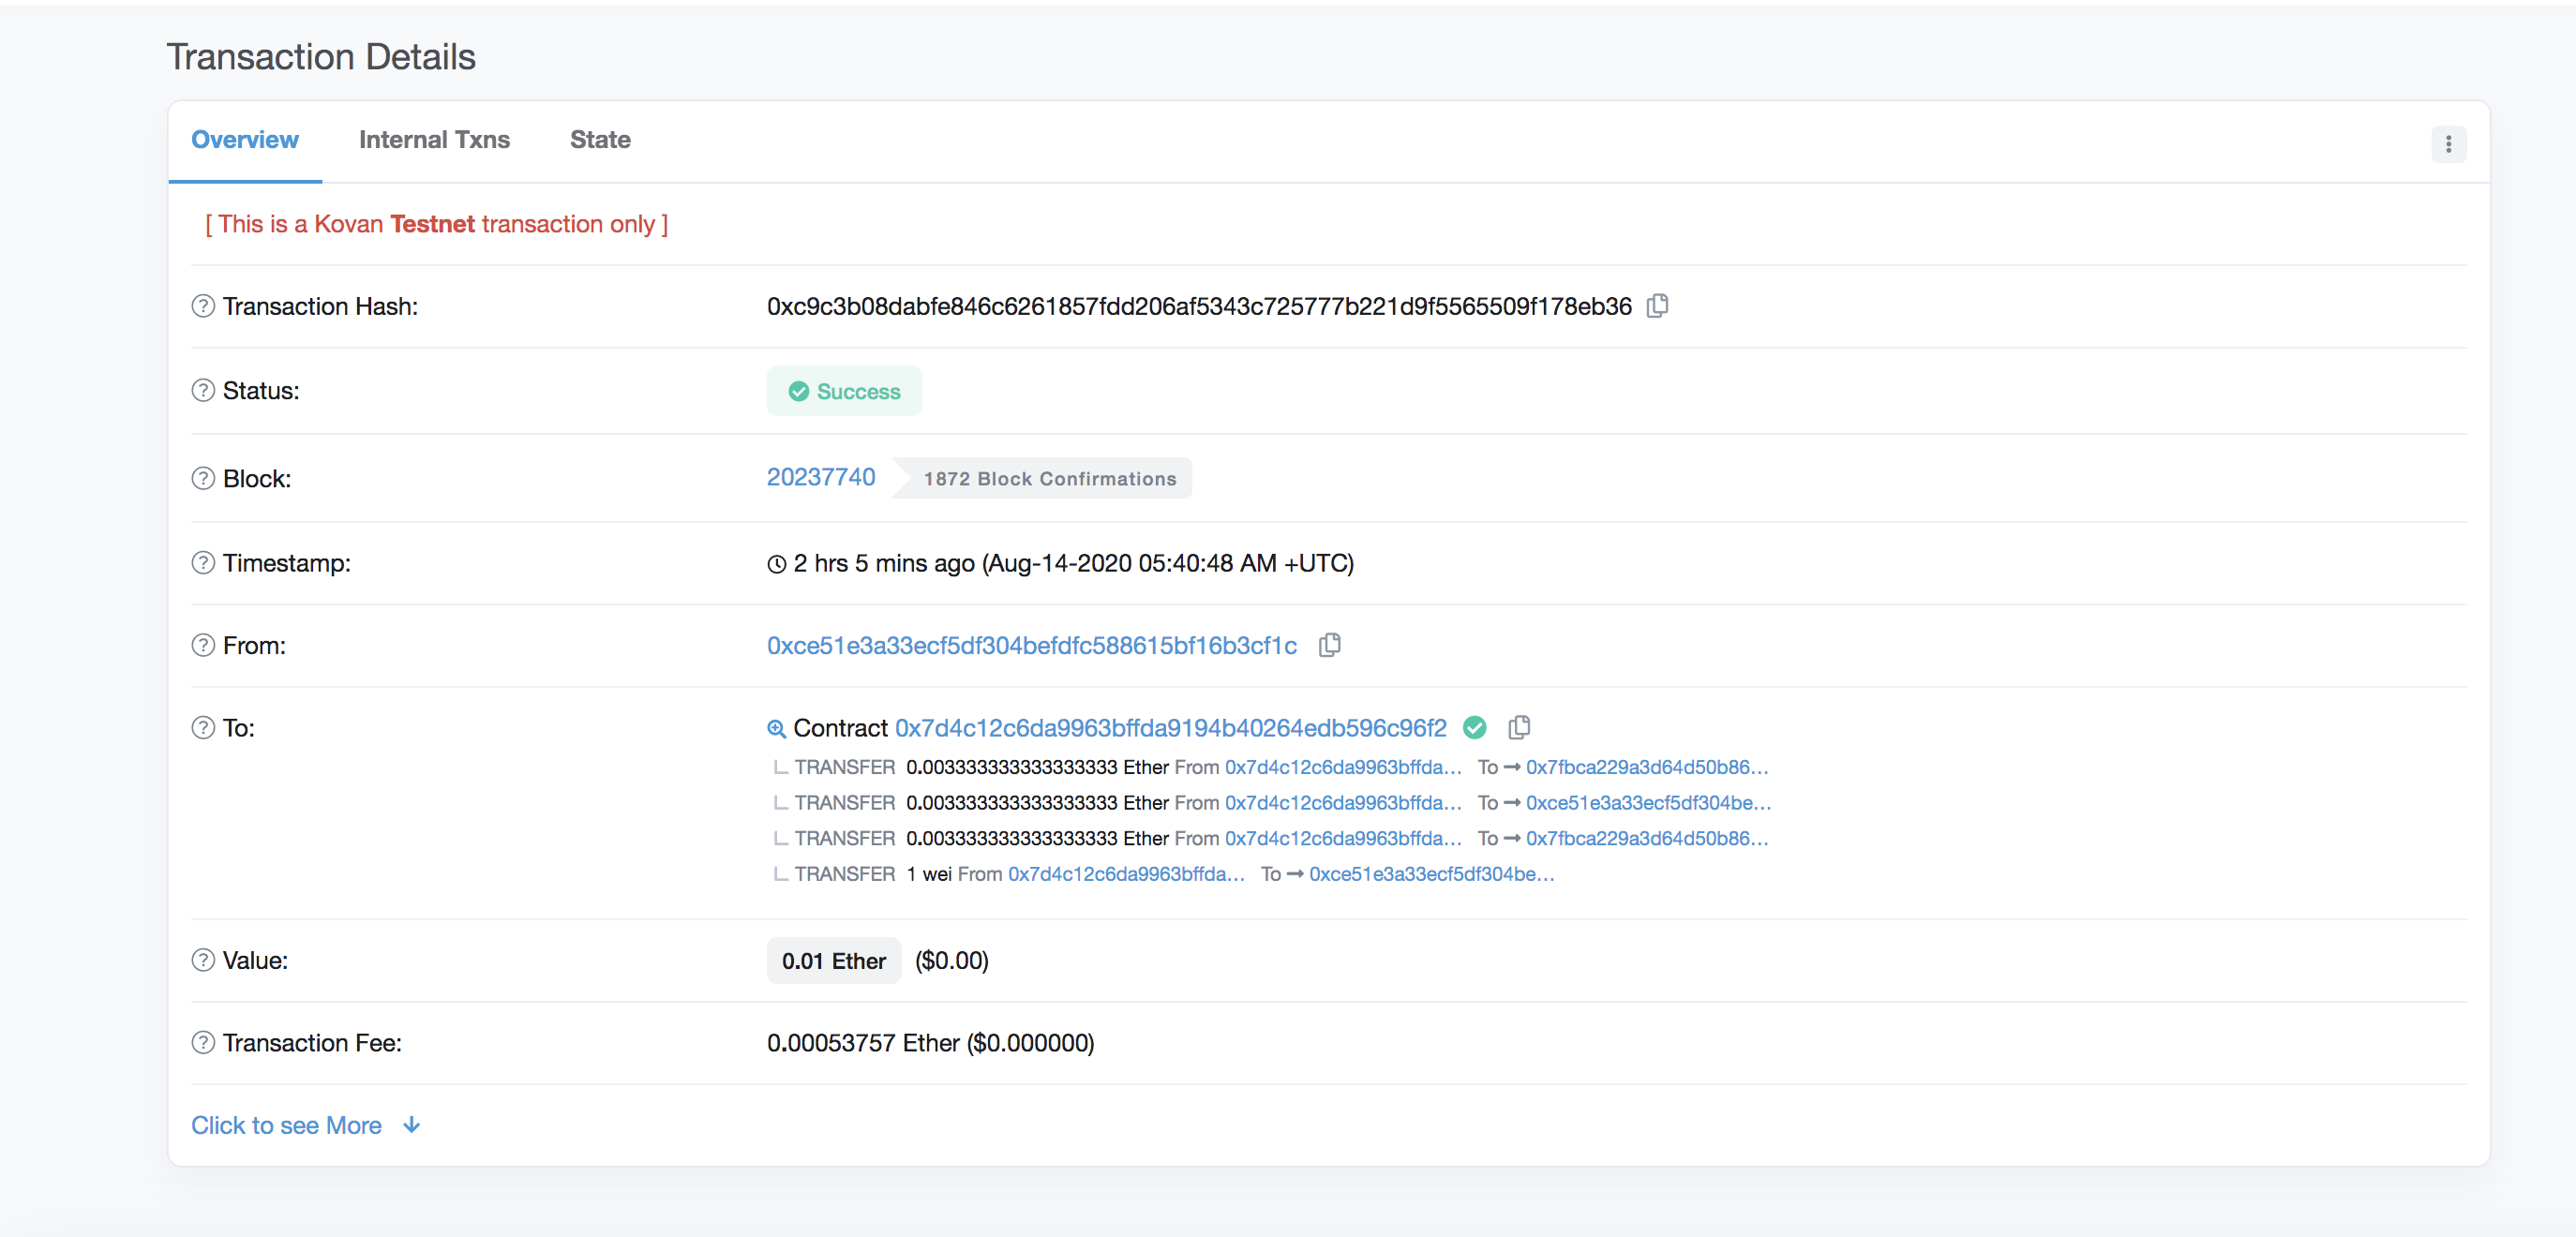 Transaction Details
Overview Internal Txns State
[ This is a Kovan Testnet transaction only ]
Transaction Hash: 0xc9c3b08dabfe846c6261857fdd206af5343c725777b221d9f5565509f178eb36
Status: Success
Block: 20237740 1872 Block Confirmations
Timestamp: 2 hrs 5 mins ago (Aug-14-2020 05:40:48 AM +UTC)
From: 0xce51e3a33ecf5df304befdfc588615bf16b3cf1c
To: Contract 0x7d4c12c6da9963bffda9194b40264edb596c96f2
TRANSFER 0.003333333333333333 Ether From 0x7d4c12c6da9963bffda... To → 0x7fbca229a3d64d50b86...
TRANSFER 0.003333333333333333 Ether From 0x7d4c12c6da9963bffda... To → 0xce51e3a33ecf5df304be...
TRANSFER 0.003333333333333333 Ether From 0x7d4c12c6da9963bffda... To → 0x7fbca229a3d64d50b86...
TRANSFER 1 wei From 0x7d4c12c6da9963bffda... To → 0xce51e3a33ecf5df304be...
Value: 0.01 Ether ($0.00)
Transaction Fee: 0.00053757 Ether ($0.000000)
Click to see More ↓